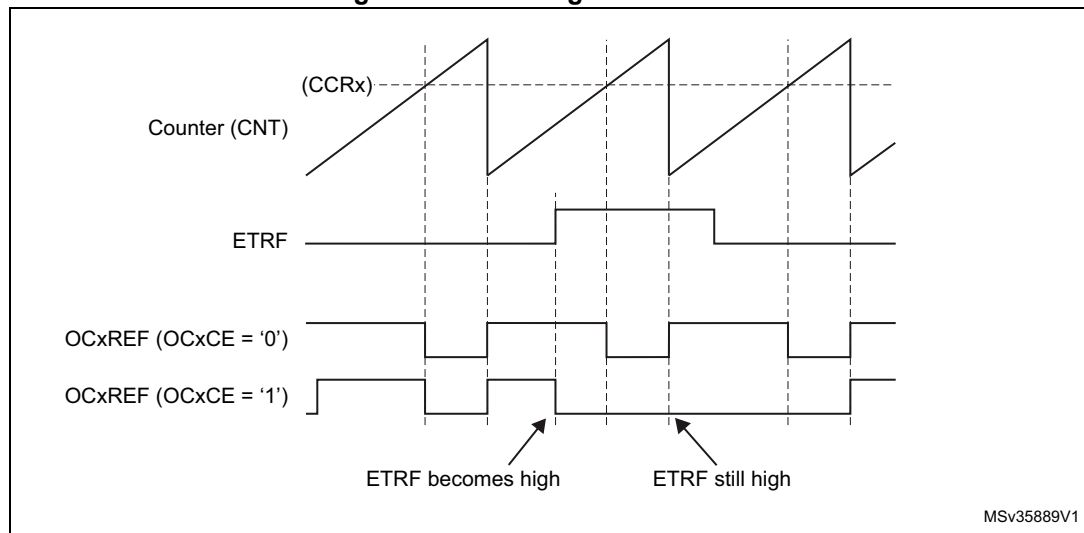 (CCRx)
Counter (CNT)
ETRF
OCxREF (OCxCE = ‘0’)
OCxREF (OCxCE = ‘1’)
ETRF becomes high
ETRF still high
MSv35889V1